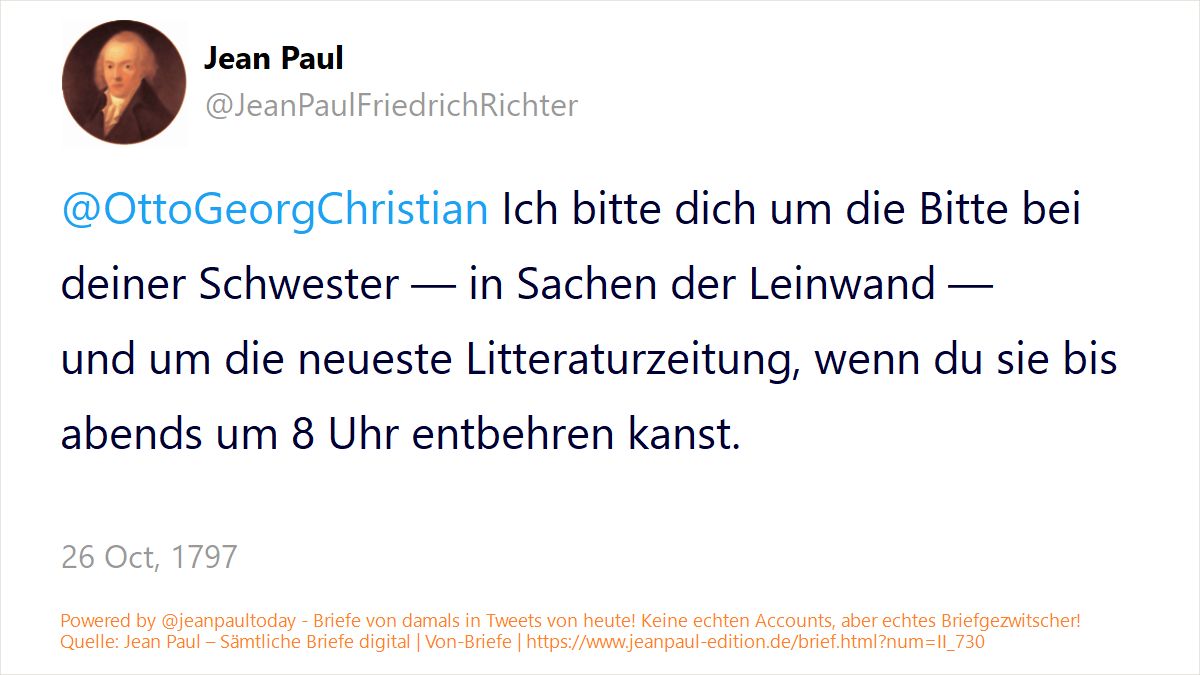 Jean Paul
@JeanPaulFriedrichRichter
@OttoGeorgChristian Ich bitte dich um die Bitte bei
deiner Schwester — in Sachen der Leinwand —
und um die neueste Litteraturzeitung, wenn du sie bis
abends um 8 Uhr entbehren kanst.
26 Oct, 1797
Powered by @jeanpaultoday - Briefe von damals in Tweets von heute! Keine echten Accounts, aber echtes Briefgezwitscher!
Quelle: Jean Paul – Sämtliche Briefe digital | Von-Briefe | https://www.jeanpaul-edition.de/brief.html?num=II_730